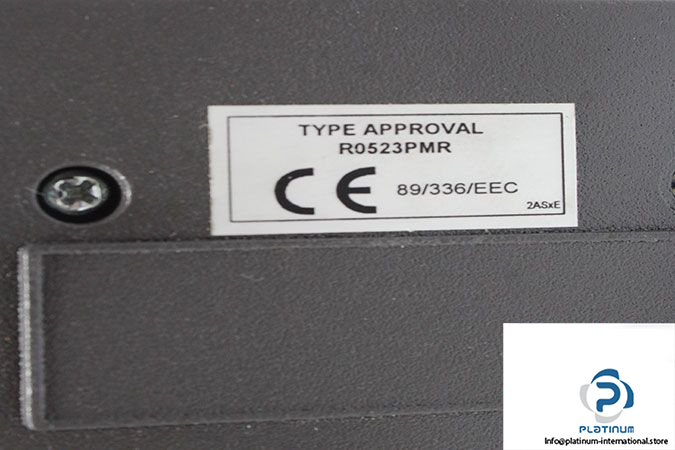 TYPE APPROVAL
R0523PMR
CE 89/336/EEC
2ASxE
PLATINUM
Info@platinum-international.store